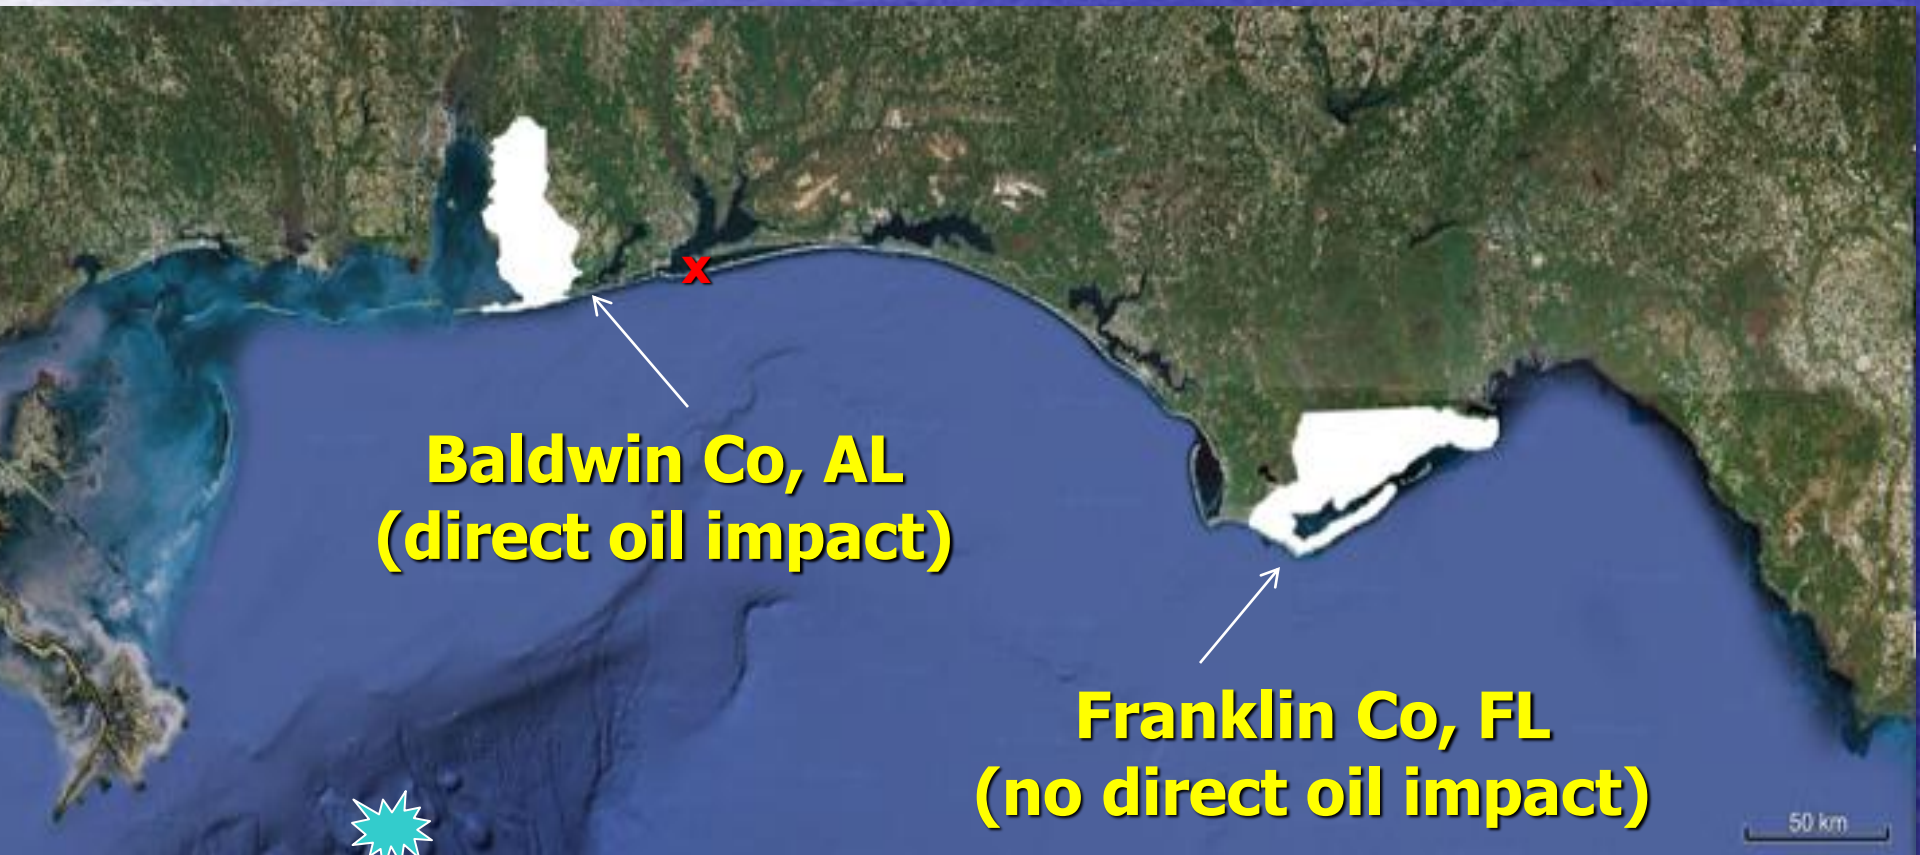 x
Baldwin Co, AL
(direct oil impact)
Franklin Co, FL
(no direct oil impact)
50 km